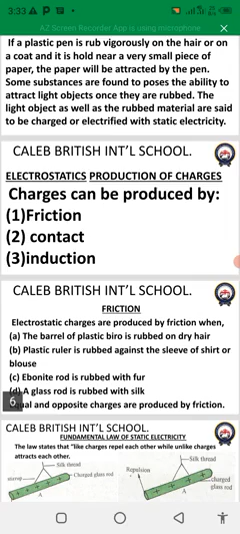 3:33
AZ Screen Recorder App is using microphone
If a plastic pen is rub vigorously on the hair or on
a coat and it is hold near a very small piece of
paper, the paper will be attracted by the pen.
Some substances are found to poses the ability to
attract light objects once they are rubbed. The
light object as well as the rubbed material are said
to be charged or electrified with static electricity.
CALEB BRITISH INT'L SCHOOL.
ELECTROSTATICS PRODUCTION OF CHARGES
Charges can be produced by:
(1)Friction
(2) contact
(3)induction
CALEB BRITISH INT'L SCHOOL.
FRICTION
Electrostatic charges are produced by friction when,
(a) The barrel of plastic biro is rubbed on dry hair
(b) Plastic ruler is rubbed against the sleeve of shirt or
blouse
(c) Ebonite rod is rubbed with fur
A glass rod is rubbed with silk
6
ual and opposite charges are produced by friction.
CALEB BRITISH INT'L SCHOOL.
FUNDAMENTAL LAW OF STATIC ELECTRICITY
The law states that "like charges repel each other while unlike charges
attracts each other.
Silk thread
Silk thread
Repulsion
Charged glass rod
charged
glass rod
A
A